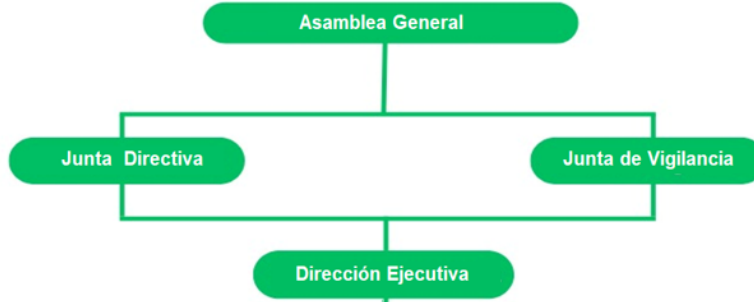 Asamblea General
Junta Directiva
Junta de Vigilancia
Dirección Ejecutiva